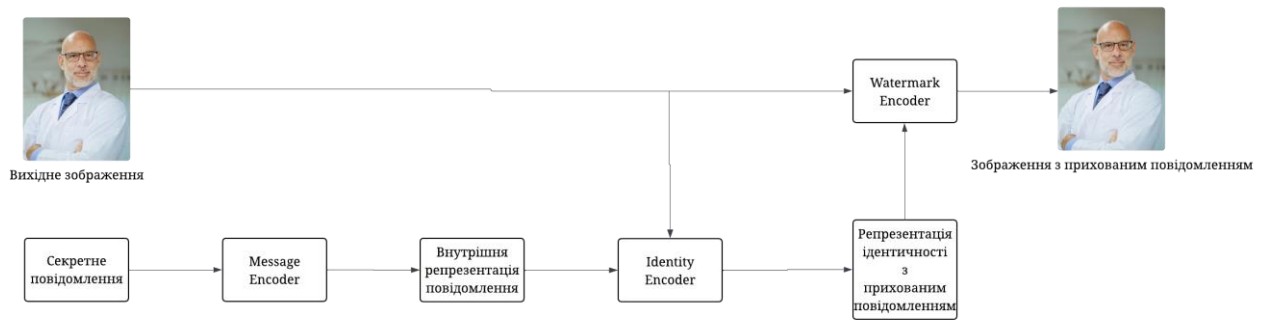 Watermark
Encoder
Вихідне зображення
Зображення з прихованим повідомленням
Секретне
повідомлення
Message
Encoder
Внутрішня
репрезентація
повідомлення
Identity
Encoder
Репрезентація
ідентичності
з
прихованим
повідомленням